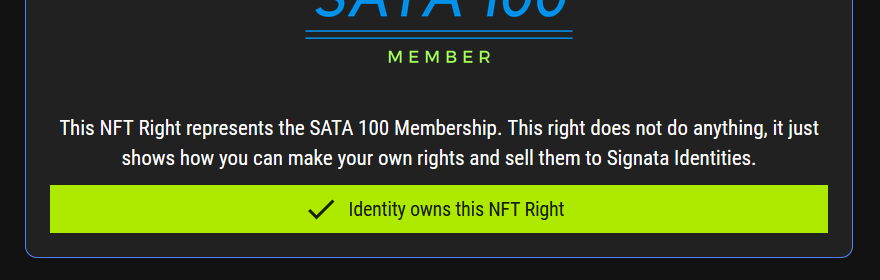 SATA 100
MEMBER
This NFT Right represents the SATA 100 Membership. This right does not do anything, it just
shows how you can make your own rights and sell them to Signata Identities.
Identity owns this NFT Right